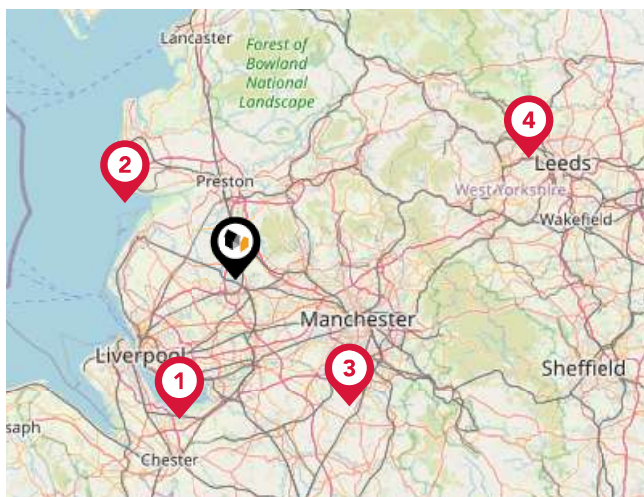 Lancaster
Forest of
Bowland
National
Landscape
4
2
Leeds
Preston
West Yorkshire
Wakefield
Manchester
Liverpool
3
Sheffield
1
saph
Chester